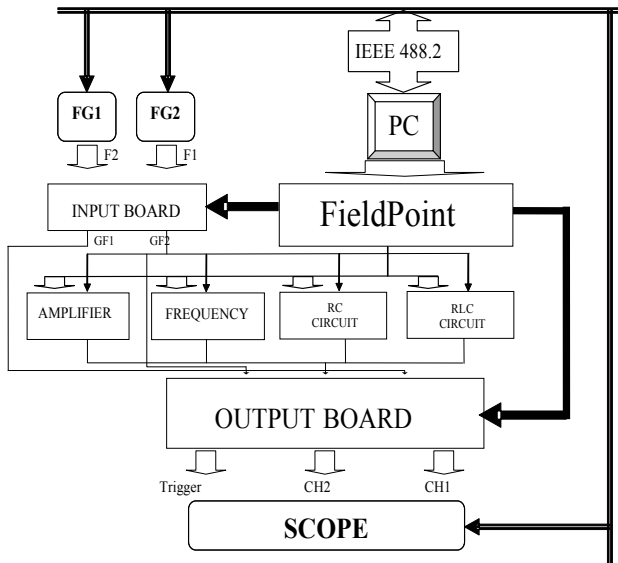 IEEE 488.2
FG1
FG2
PC
F2
F1
INPUT BOARD
FieldPoint
GF1
GF2
AMPLIFIER
FREQUENCY
RC
CIRCUIT
RLC
CIRCUIT
OUTPUT BOARD
Trigger
CH2
CH1
SCOPE